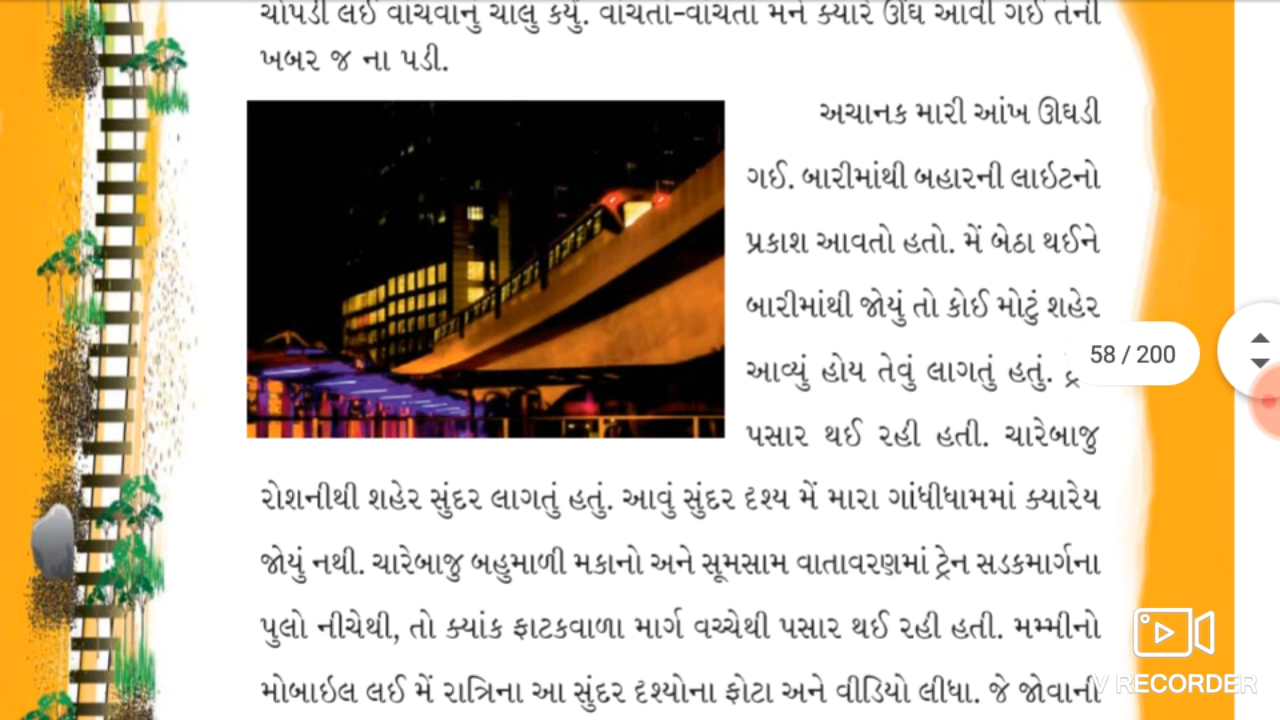 ચોપડી લઈ વાંચવાનું ચાલુ કર્યું. વાંચતાં-વાંચતાં મને ક્યારે ઊંઘ આવી ગઈ તેની
ખબર જ ના પડી.
અચાનક મારી આંખ ઊઘડી
ગઈ. બારીમાંથી બહારની લાઇટનો
પ્રકાશ આવતો હતો. મેં બેઠા થઈને
બારીમાંથી જોયું તો કોઈ મોટું શહેર
આવ્યું હોય તેવું લાગતું હતું.
58 / 200
પસાર થઈ રહી હતી. ચારેબાજુ
રોશનીથી શહેર સુંદર લાગતું હતું. આવું સુંદર દૃશ્ય મેં મારા ગાંધીધામમાં ક્યારેય
જોયું નથી. ચારેબાજુ બહુમાળી મકાનો અને સૂમસામ વાતાવરણમાં ટ્રેન સડકમાર્ગના
પુલો નીચેથી, તો ક્યાંક ફાટકવાળા માર્ગ વચ્ચેથી પસાર થઈ રહી હતી. મમ્મીનો
મોબાઇલ લઈ મેં રાત્રિના આ સુંદર દૃશ્યોના ફોટા અને વીડિયો લીધા. જે જોવાની
V RECORDER